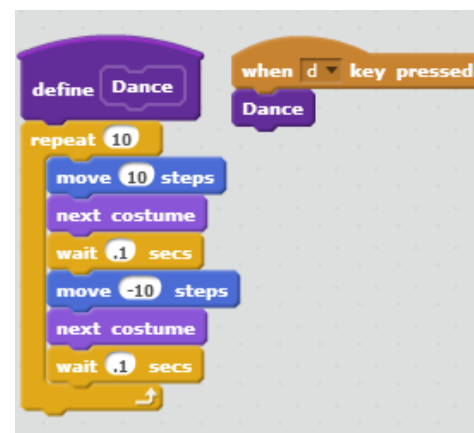 define Dance
repeat 10
move 10 steps
next costume
wait .1 secs
move -10 steps
next costume
wait .1 secs
when d key pressed
Dance